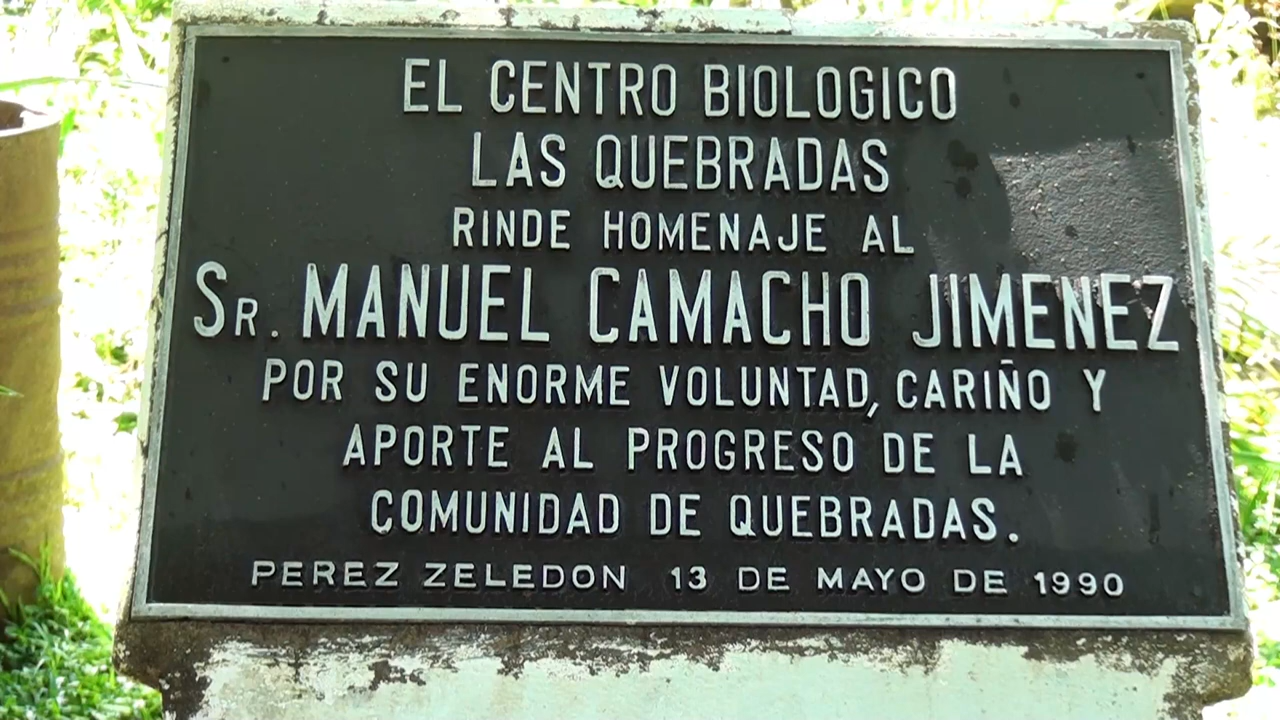 EL CENTRO BIOLOGICO
LAS QUEBRADAS
RINDE HOMENAJE AL
SR. MANUEL CAMACHO JIMENEZ
POR SU ENORME VOLUNTAD, CARIÑO Y
APORTE AL PROGRESO DE LA
COMUNIDAD DE QUEBRADAS.
PEREZ ZELEDON 13 DE MAYO DE 1990